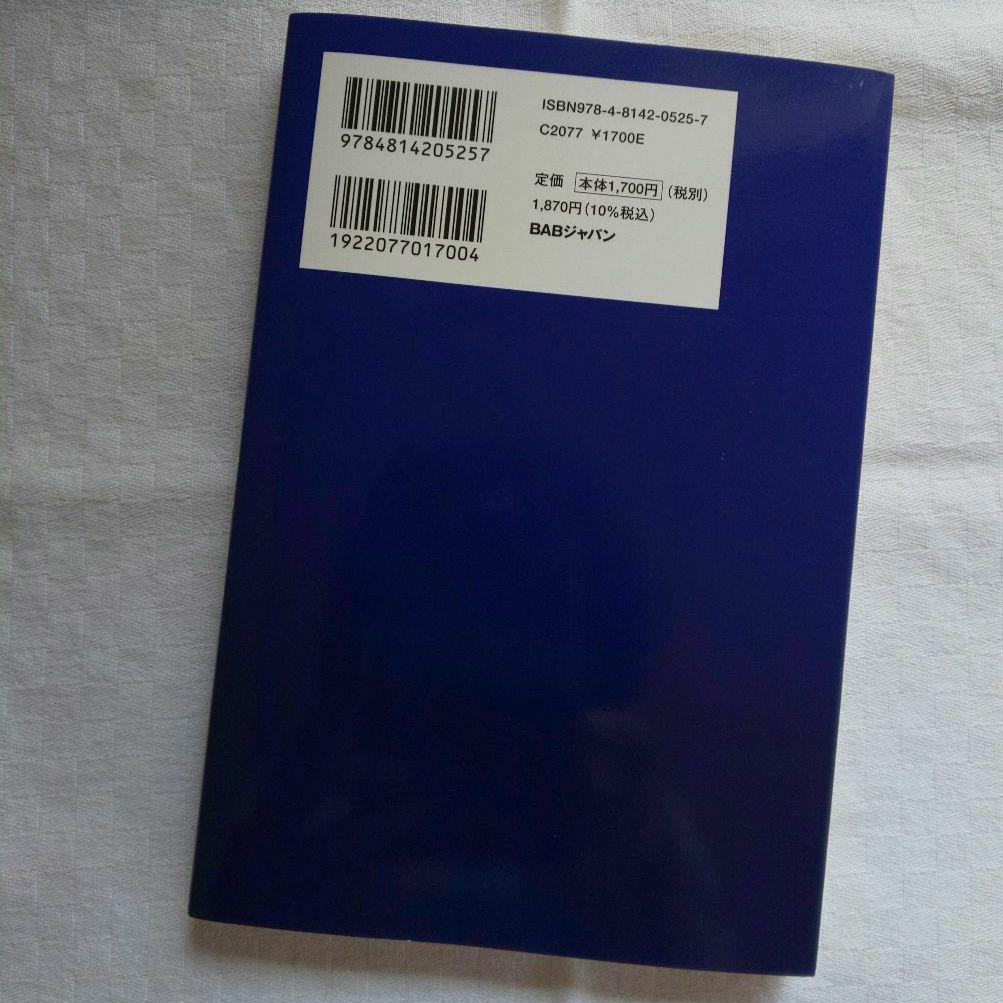 9784814205257
1922077017004
ISBN978-4-8142-0525-7
C2077 ¥1700E
定価 本体1,700円 (税別)
1,870円(10%税込)
BABジャパン